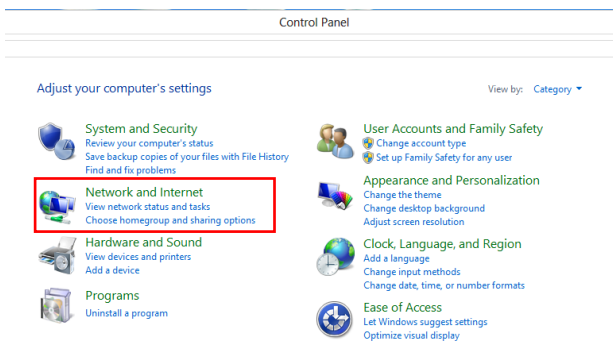 Control Panel
Adjust your computer's settings
View by: Category
System and Security
Review your computer's status
Save backup copies of your files with File History
Find and fix problems
Network and Internet
View network status and tasks
Choose homegroup and sharing options
Hardware and Sound
View devices and printers
Add a device
Programs
Uninstall a program
User Accounts and Family Safety
Change account type
Set up Family Safety for any user
Appearance and Personalization
Change the theme
Change desktop background
Adjust screen resolution
Clock, Language, and Region
Add a language
Change input methods
Change date, time, or number formats
Ease of Access
Let Windows suggest settings
Optimize visual display